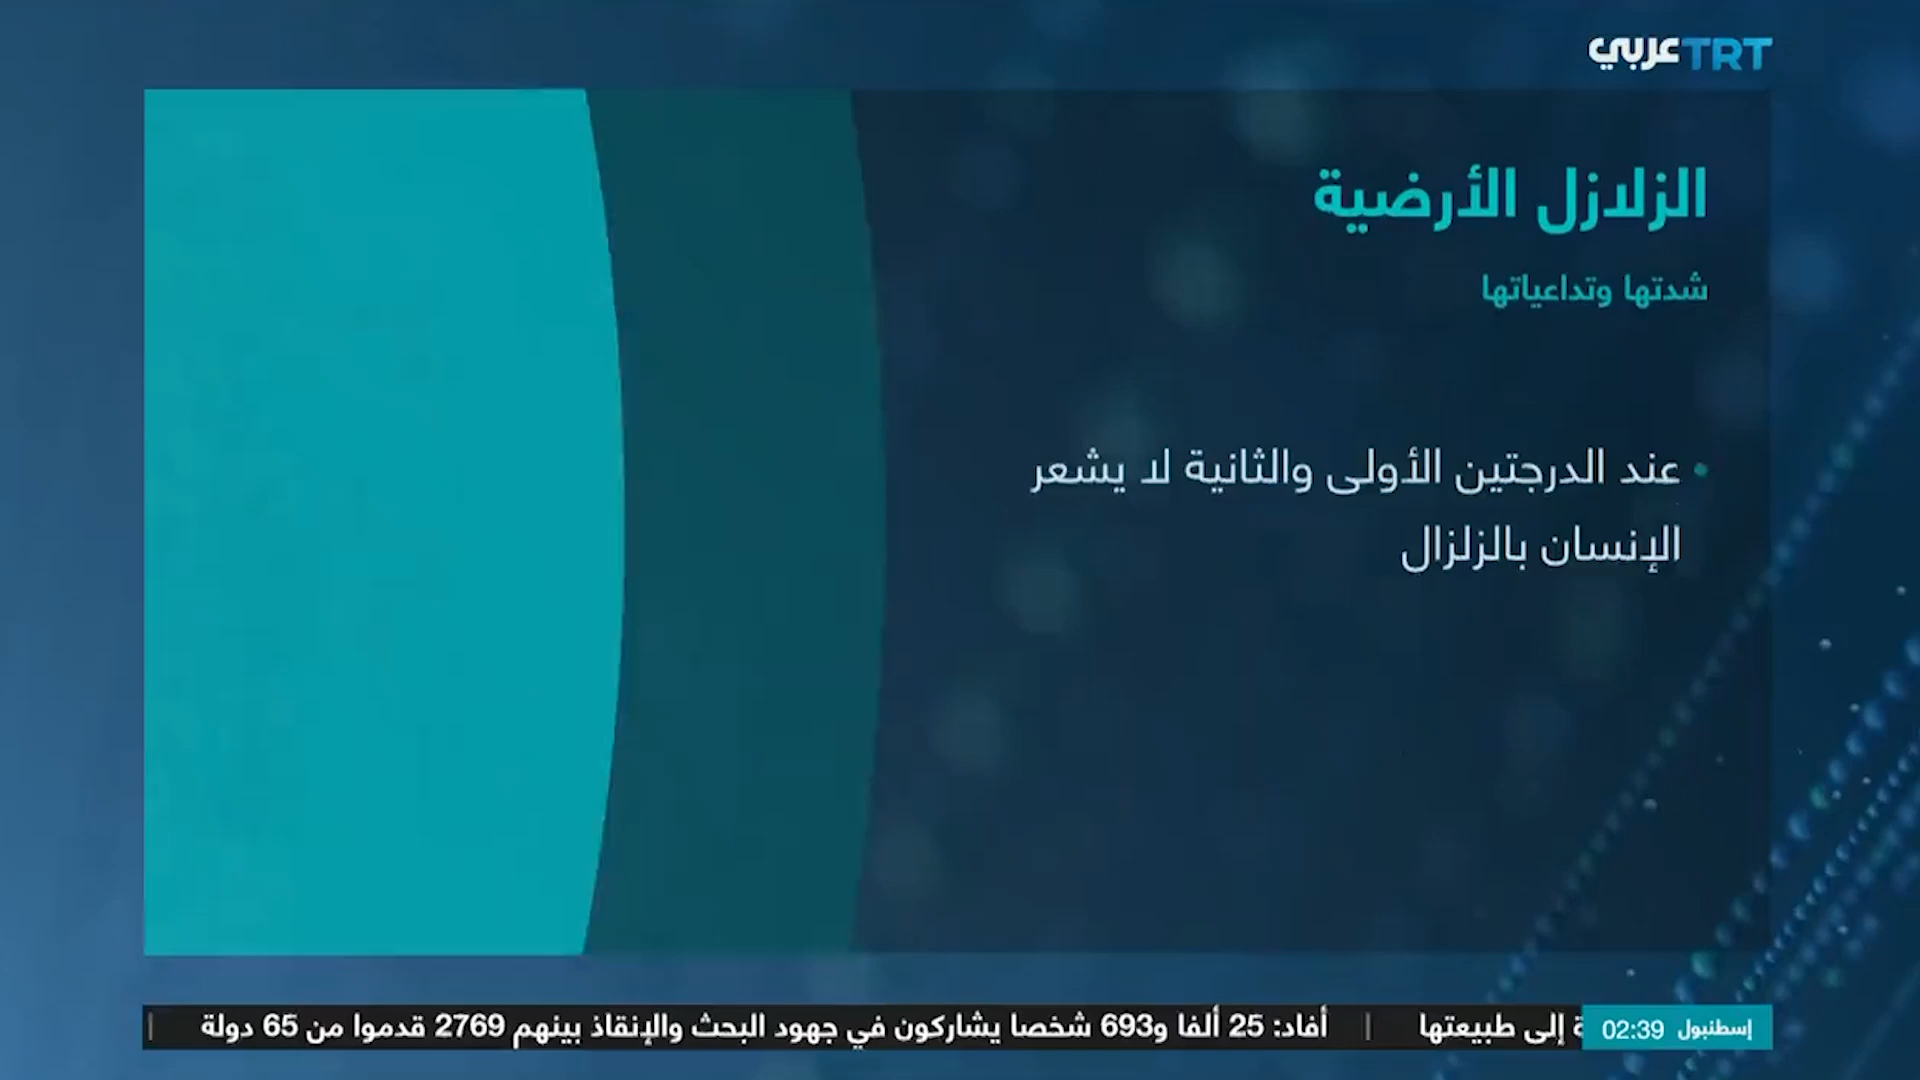 TRT عربي
الزلازل الأرضية
شدتها وتداعياتها
• عند الدرجتين الأولى والثانية لا يشعر
الإنسان بالزلزال
إسطنبول 02:39
إلى طبيعتها | أفاد: 25 ألفا و693 شخصا يشاركون في جهود البحث والإنقاذ بينهم 2769 قدموا من 65 دولة |